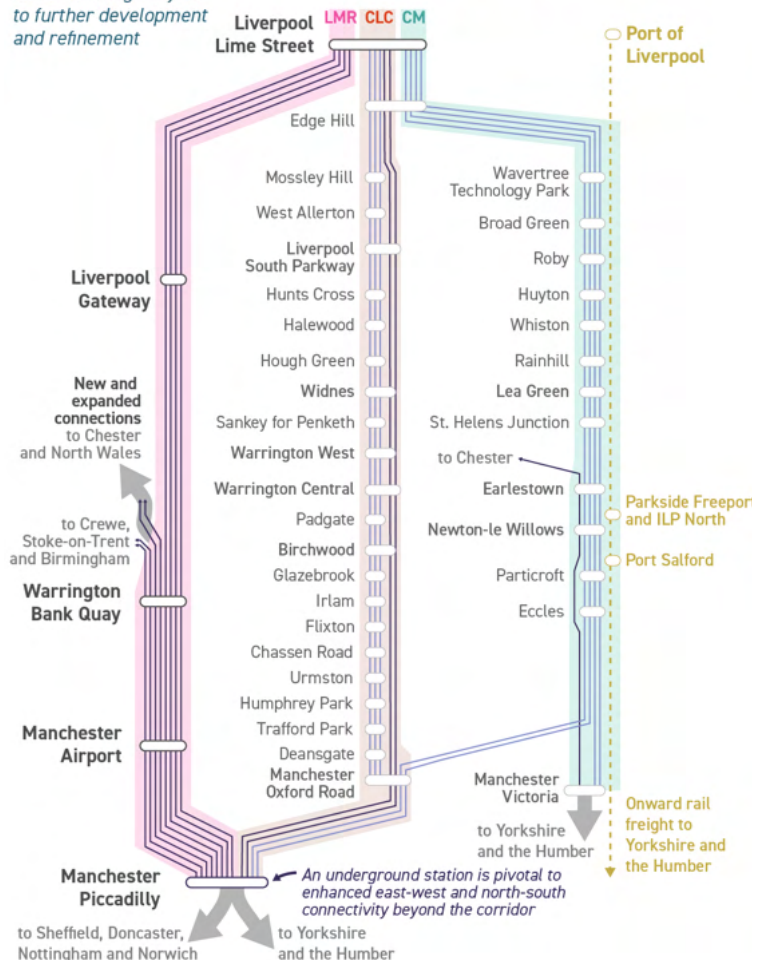 to further development
and refinement
LMR
CLC
CM
Liverpool
Lime Street
Port of
Liverpool
Edge Hill
Mossley Hill
West Allerton
Liverpool
South Parkway
Hunts Cross
Halewood
Hough Green
Widnes
Sankey for Penketh
Warrington West
Warrington Central
Padgate
Birchwood
Glazebrook
Irlam
Flixton
Chassen Road
Urmston
Humphrey Park
Trafford Park
Deansgate
Manchester
Oxford Road
Wavertree
Technology Park
Broad Green
Roby
Huyton
Whiston
Rainhill
Lea Green
St. Helens Junction
to Chester
Earlestown
Newton-le Willows
Particroft
Eccles
Manchester
Victoria
to Yorkshire
and the Humber
Parkside Freepor
and ILP North
Port Salford
Onward rail
freight to
Yorkshire and
the Humber
Liverpool
Gateway
New and
expanded
connections
to Chester
and North Wales
to Crewe,
Stoke-on-Trent
and Birmingham
Warrington
Bank Quay
Manchester
Airport
Manchester
Piccadilly
An underground station is pivotal to
enhanced east-west and north-south
connectivity beyond the corridor
to Sheffield, Doncaster,
Nottingham and Norwich
to Yorkshire
and the Humber